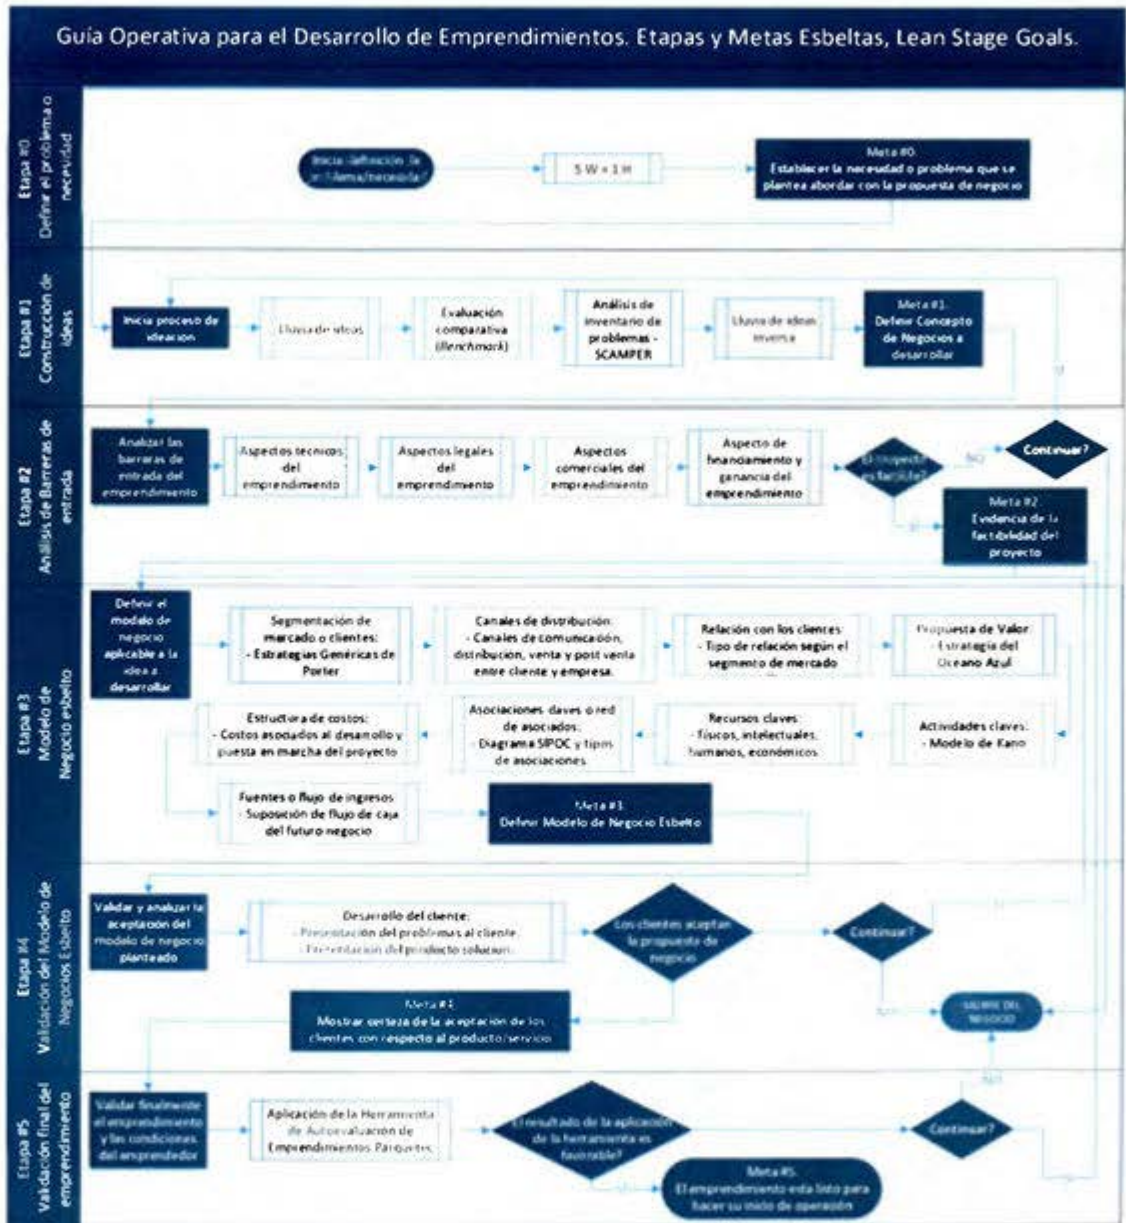 Guía Operativa para el Desarrollo de Emprendimientos. Etapas y Metas Esbeltas, Lean Stage Goals.
Etapa #0
Definir el problema o
necesidad
5 W + 1 H
Meta #0.
Establecer la necesidad o problema que se
plantea abordar con la propuesta de negocio
Etapa #1
Construcción de
ideas
Inicia proceso de
ideación
Lluvia de ideas
Evaluación
comparativa
(Benchmark)
Análisis de
inventario de
problemas -
SCAMPER
Lluvia de ideas
inversa
Meta #1.
Definir Concepto
de Negocios a
desarrollar
Etapa #2
Análisis de Barreras de
entrada
Analizar las
barreras de
entrada del
emprendimiento
Aspectos técnicos
del
emprendimiento
Aspectos legales
del
emprendimiento
Aspectos
comerciales del
emprendimiento
Aspecto de
financiamiento y
ganancia del
emprendimiento
El proyecto
es factible?
NO
Continuar?
Meta #2
Evidencia de la
factibilidad del
proyecto
Etapa #3
Modelo de
Negocio esbelto
Definir el
modelo de
negocio
aplicable a la
idea a
desarrollar
Segmentación de
mercado o clientes:
- Estrategias Genéricas de
Porter
Canales de distribución:
- Canales de comunicación,
distribución, venta y post venta
entre cliente y empresa.
Relación con los clientes
- Tipo de relación según el
segmento de mercado
Propuesta de Valor:
- Estrategia del
Oceano Azul
Estructura de costos:
- Costos asociados al desarollo y
puesta en marcha del proyecto
Asociaciones claves o red
de asociados:
- Diagrama SIPOC y tipos
de asociaciones
Recursos claves:
- físicos, intelectuales,
humanos, económicos
Actividades claves:
- Modelo de Kano
Fuentes o flujo de ingresos
- Suposición de flujo de caja
del futuro negocio
Meta #3
Definir Modelo de Negocio Esbelto
Etapa #4
Validación del Modelo de
Negocios Esbelto
Validar y analizar la
aceptación del
modelo de negocio
planteado
Desarrollo del cliente:
- Presentación del problemas al cliente
- Presentación del producto solucion.
Los clientes aceptan
la propuesta de
negocio
Continuar?
Meta #4
Mostrar certeza de la aceptación de los
clientes con respecto al producto/servicio
NEGOCIO
Etapa #5
Validación final del
emprendimiento
Validar finalmente
el emprendimiento
y las condiciones
del emprendedor
Aplicación de la Herramienta
de Autoevaluación de
Emprendimientos
El resultado de la aplicación
de la herramienta es
favorable?
Continuar?
Meta #5.
El emprendimiento esta listo para
hacer su inicio de operación